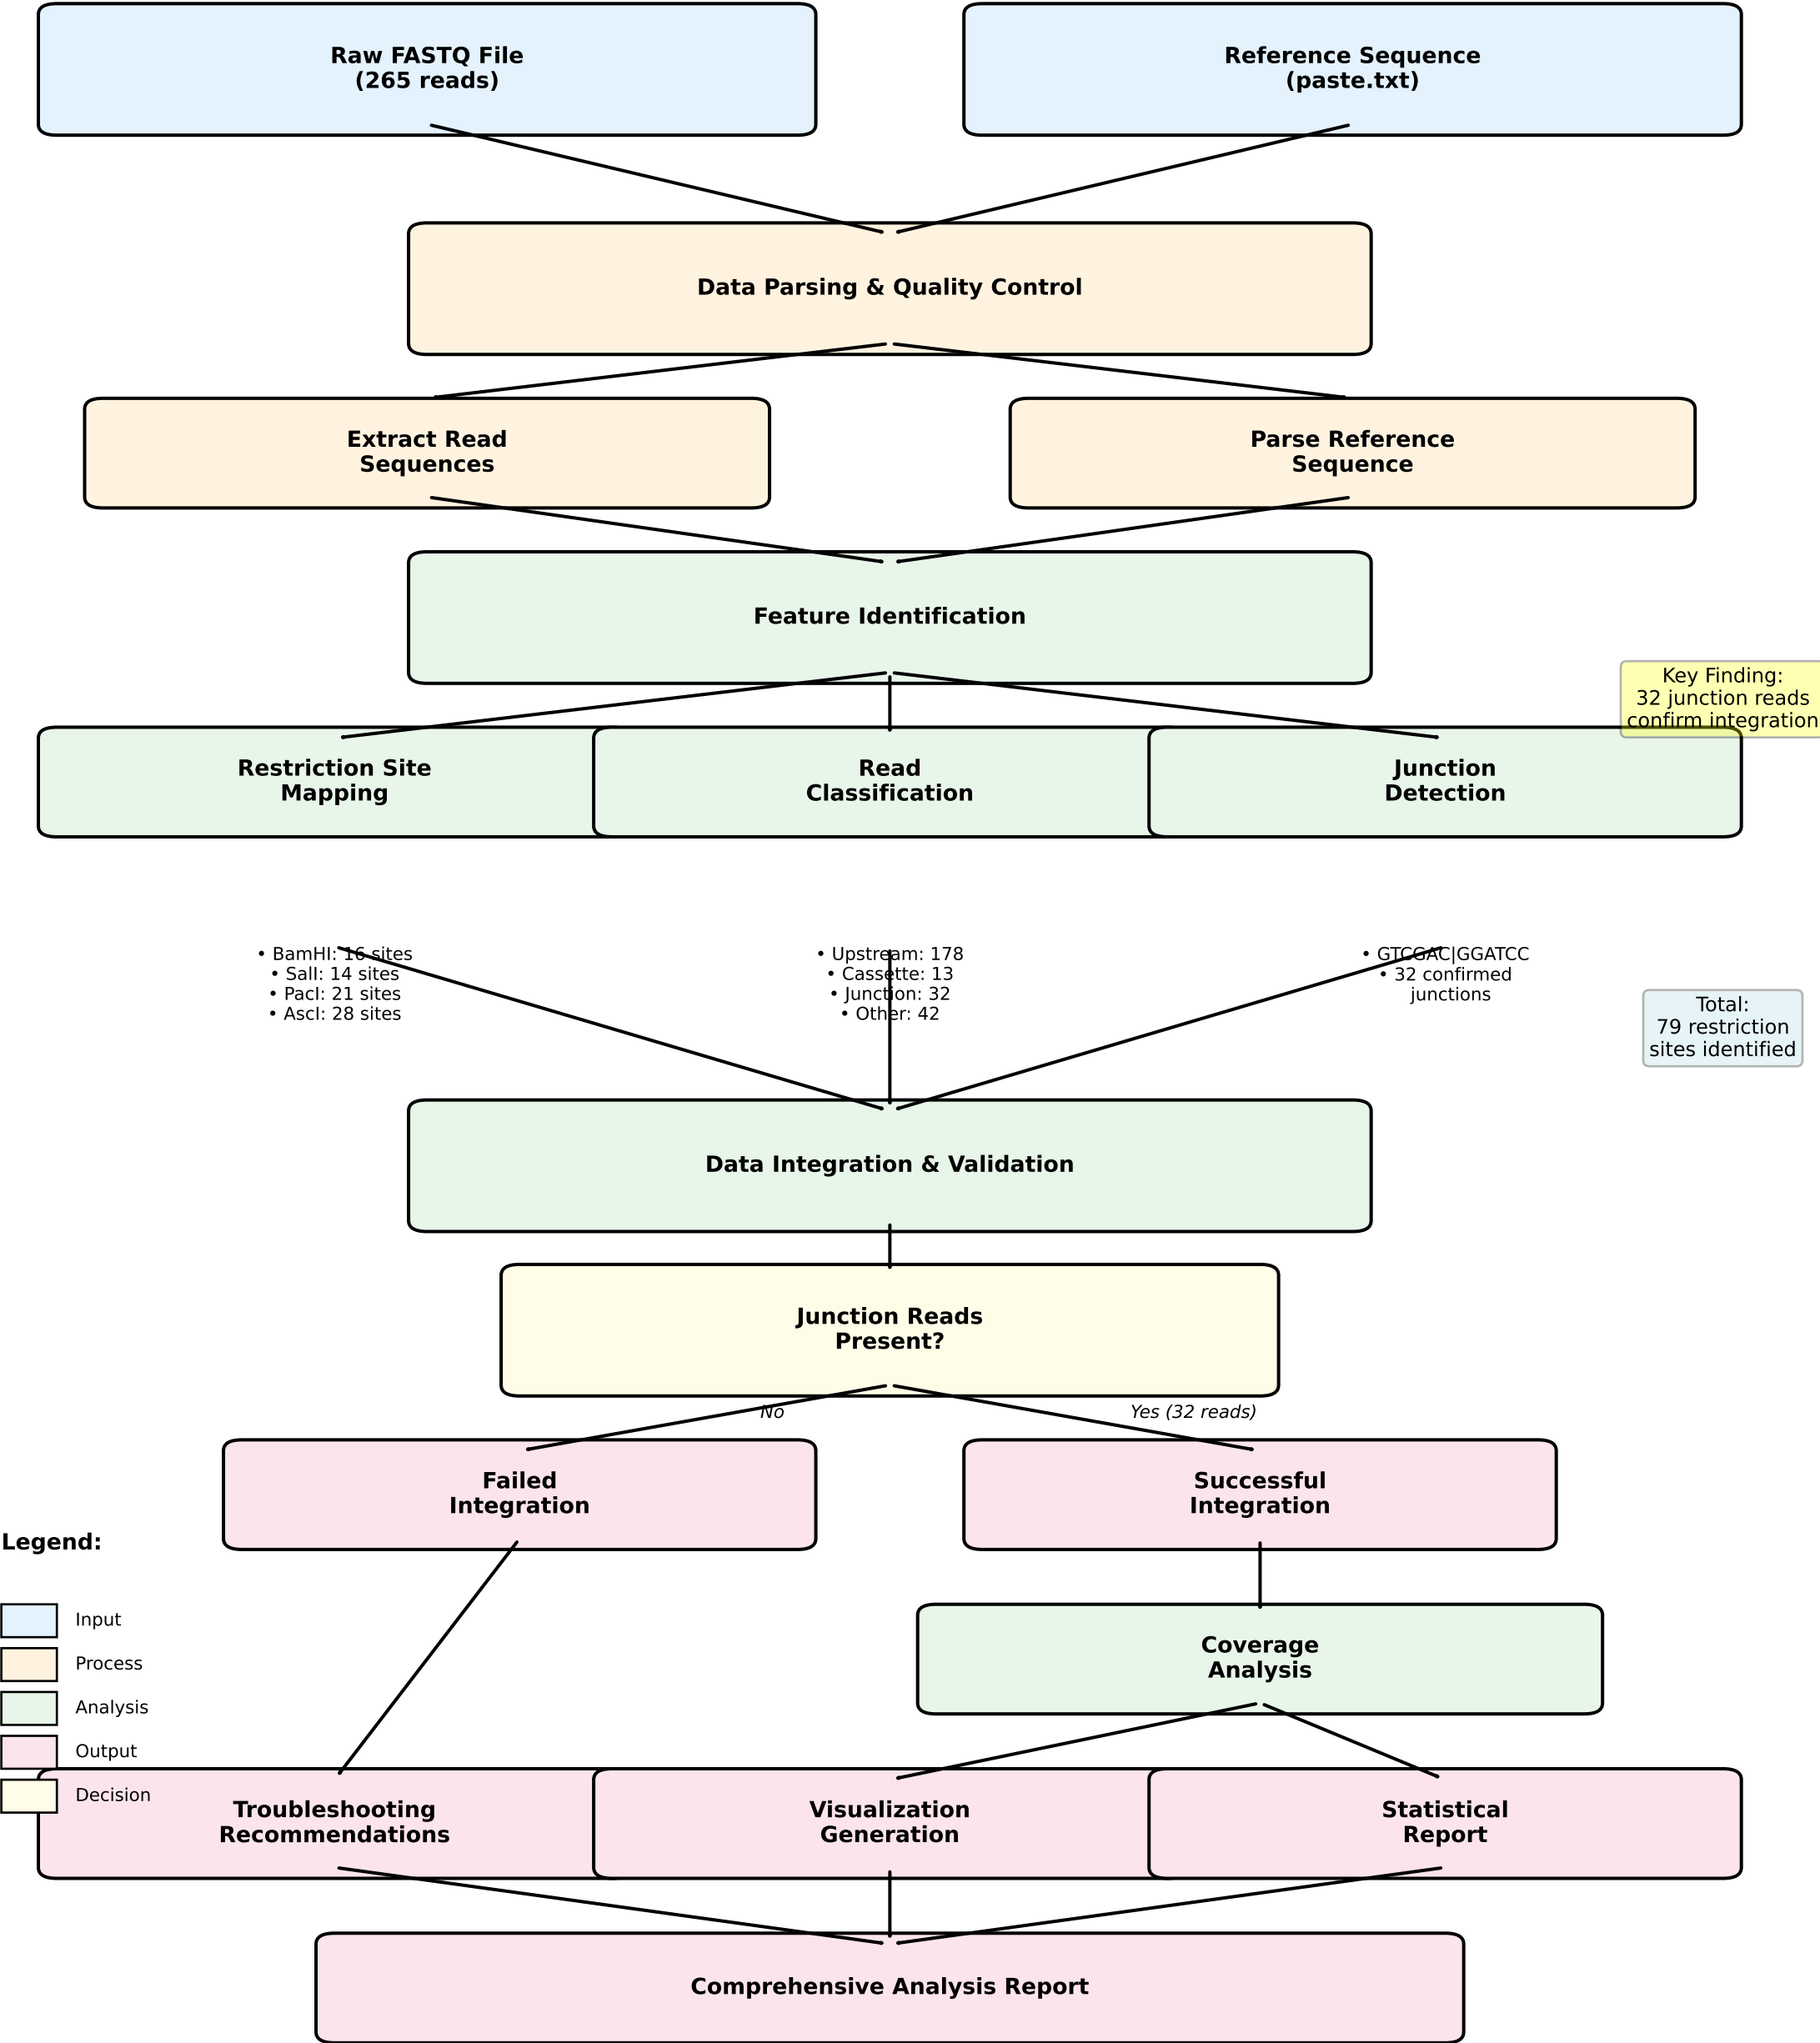 Raw FASTQ File
(265 reads)
Reference Sequence
(paste.txt)
Data Parsing & Quality Control
Extract Read
Sequences
Parse Reference
Sequence
Feature Identification
Key Finding:
32 junction reads
confirm integration
Restriction Site
Mapping
Read
Classification
Junction
Detection
• BamHI: 16 sites
• SalI: 14 sites
• PacI: 21 sites
• AscI: 28 sites
• Upstream: 178
• Cassette: 13
• Junction: 32
• Other: 42
• GTCGAC|GGATCC
• 32 confirmed
junctions
Total:
79 restriction
sites identified
Data Integration & Validation
Junction Reads
Present?
No
Yes (32 reads)
Failed
Integration
Successful
Integration
Legend:
Input
Process
Analysis
Output
Decision
Coverage
Analysis
Troubleshooting
Recommendations
Visualization
Generation
Statistical
Report
Comprehensive Analysis Report